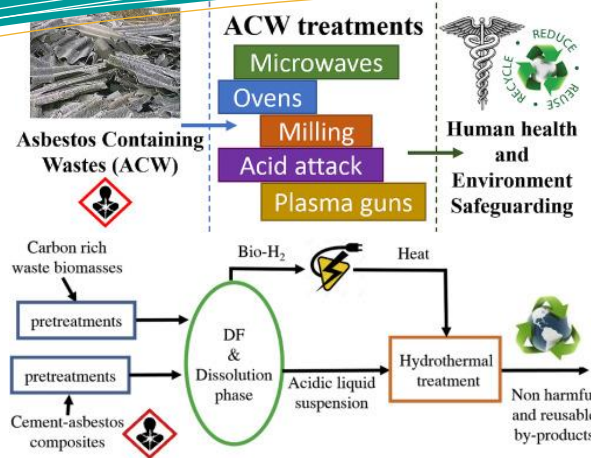 ACW treatments
Microwaves
Ovens
Milling
Acid attack
Plasma guns
Asbestos Containing
Wastes (ACW)
REDUCE
REUSE
RECYCLE
Human health
and
Environment
Safeguarding
Carbon rich
waste biomasses
pretreatments
pretreatments
Cement-asbestos
composites
DF
&
Dissolution
phase
Bio-H₂
Heat
Acidic liquid
suspension
Hydrothermal
treatment
Non harmful
and reusable
by-products